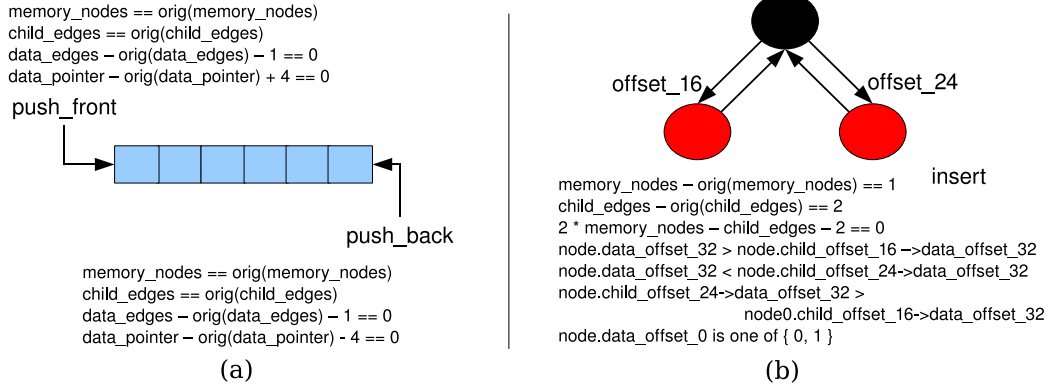 memory_nodes == orig(memory_nodes)
child_edges == orig(child_edges)
data_edges – orig(data_edges) – 1 == 0
data_pointer – orig(data_pointer) + 4 == 0
push_front
push_back
memory_nodes == orig(memory_nodes)
child_edges == orig(child_edges)
data_edges – orig(data_edges) – 1 == 0
data_pointer – orig(data_pointer) - 4 == 0
(a)
offset_16
offset_24
insert
memory_nodes – orig(memory_nodes) == 1
child_edges – orig(child_edges) == 2
2 * memory_nodes – child_edges – 2 == 0
node.data_offset_32 > node.child_offset_16 –>data_offset_32
node.data_offset_32 < node.child_offset_24->data_offset_32
node.child_offset_24->data_offset_32 >
node0.child_offset_16->data_offset_32
node.data_offset_0 is one of { 0, 1 }
(b)